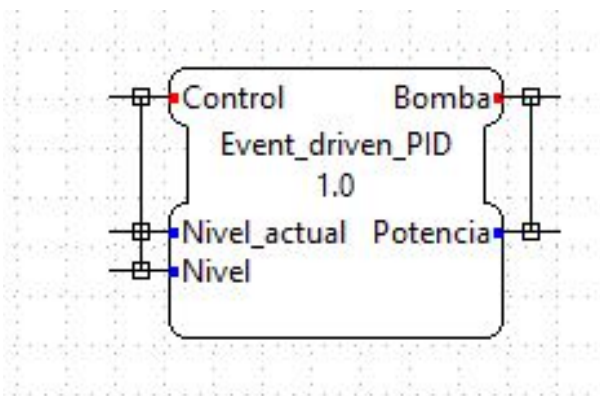 Control Bomba
Event_driven_PID
1.0
Nivel_actual Potencia
Nivel